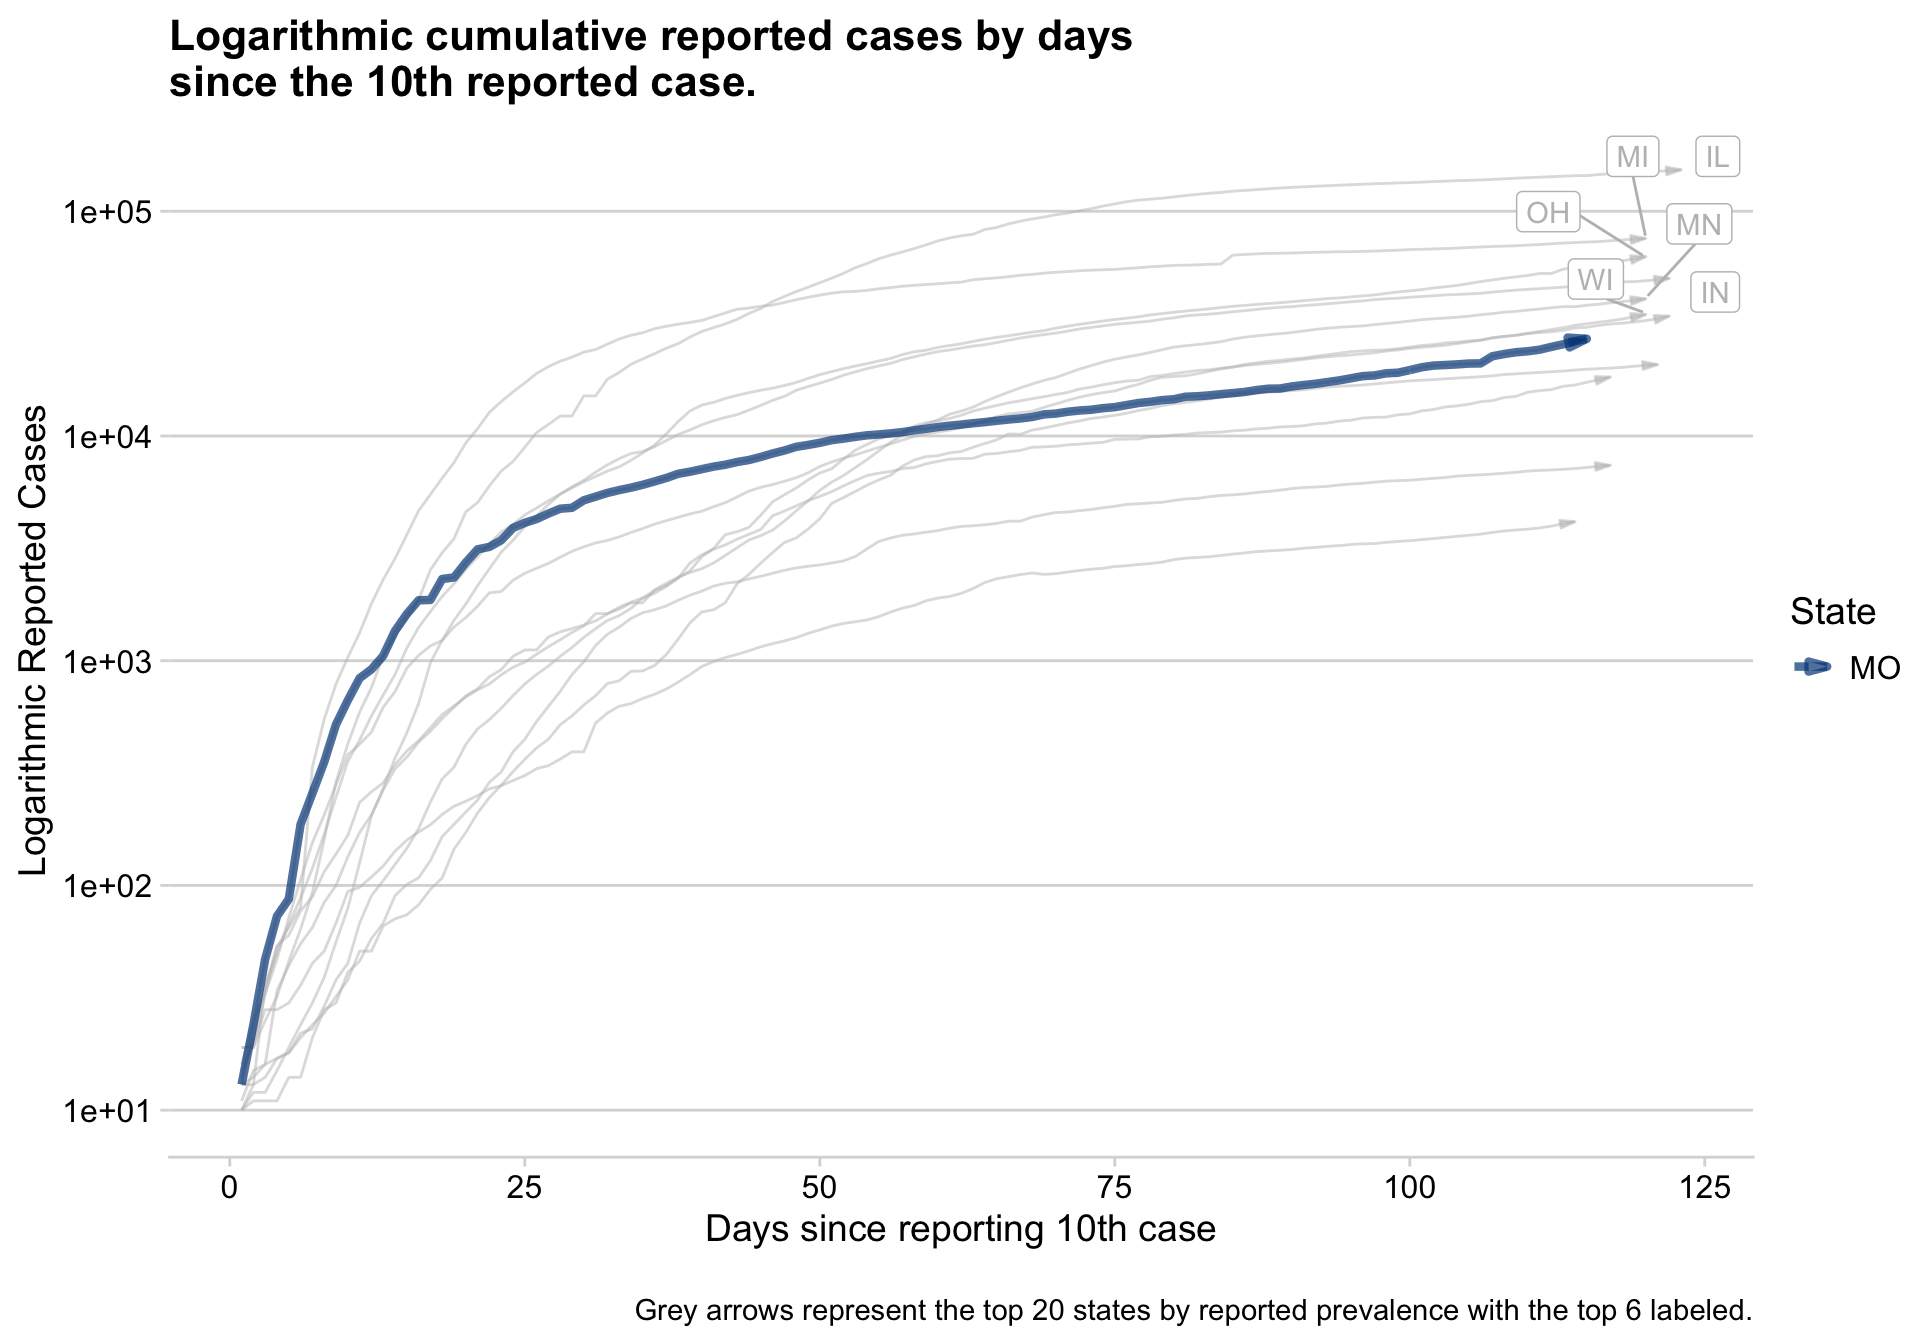 Logarithmic cumulative reported cases by days
since the 10th reported case.
MI
IL
OH
MN
WI
IN
1e+05
1e+04
1e+03
1e+02
1e+01
Logarithmic Reported Cases
0 25 50 75 100 125
Days since reporting 10th case
State
MO
Grey arrows represent the top 20 states by reported prevalence with the top 6 labeled.